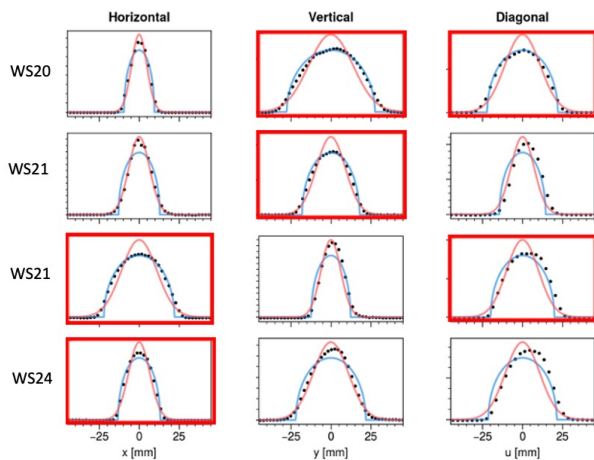 Horizontal Vertical Diagonal
WS20
WS21
WS21
WS24
−25 0 25 −25 0 25 −25 0 25
x [mm] y [mm] u [mm]